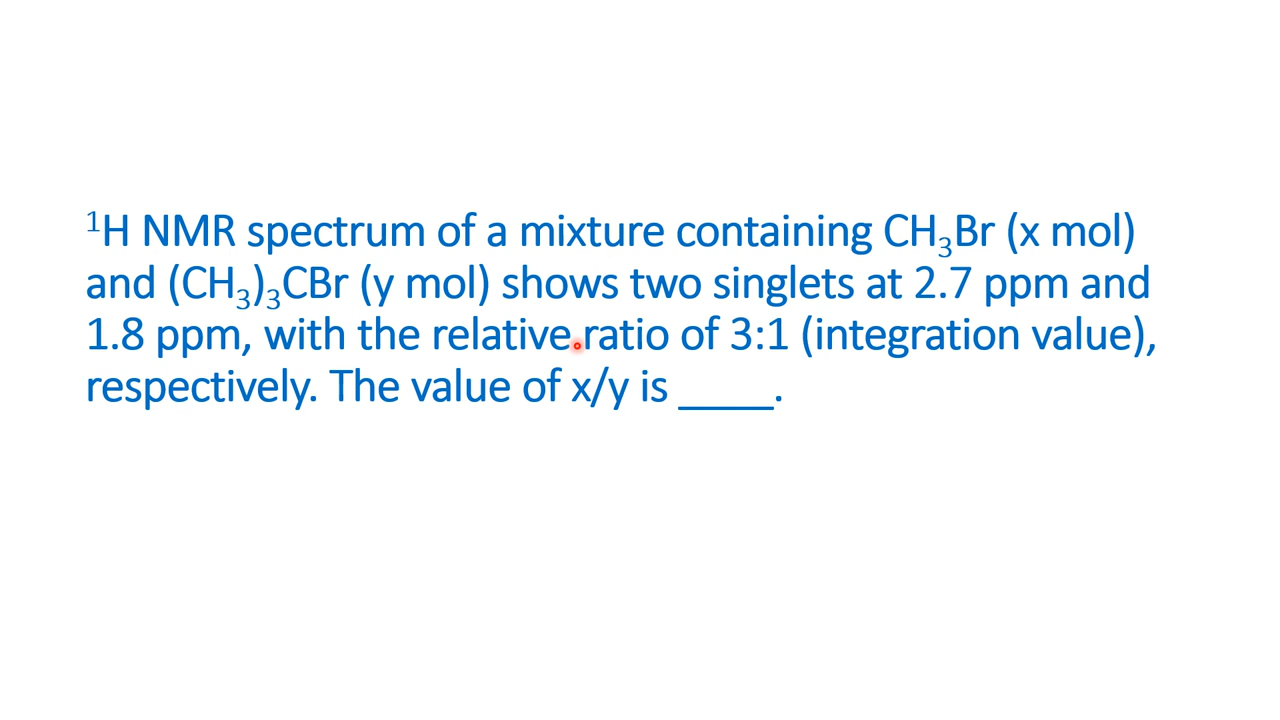 ¹H NMR spectrum of a mixture containing CH₃Br (x mol)
and (CH₃)₃CBr (y mol) shows two singlets at 2.7 ppm and
1.8 ppm, with the relative ratio of 3:1 (integration value),
respectively. The value of x/y is ____.